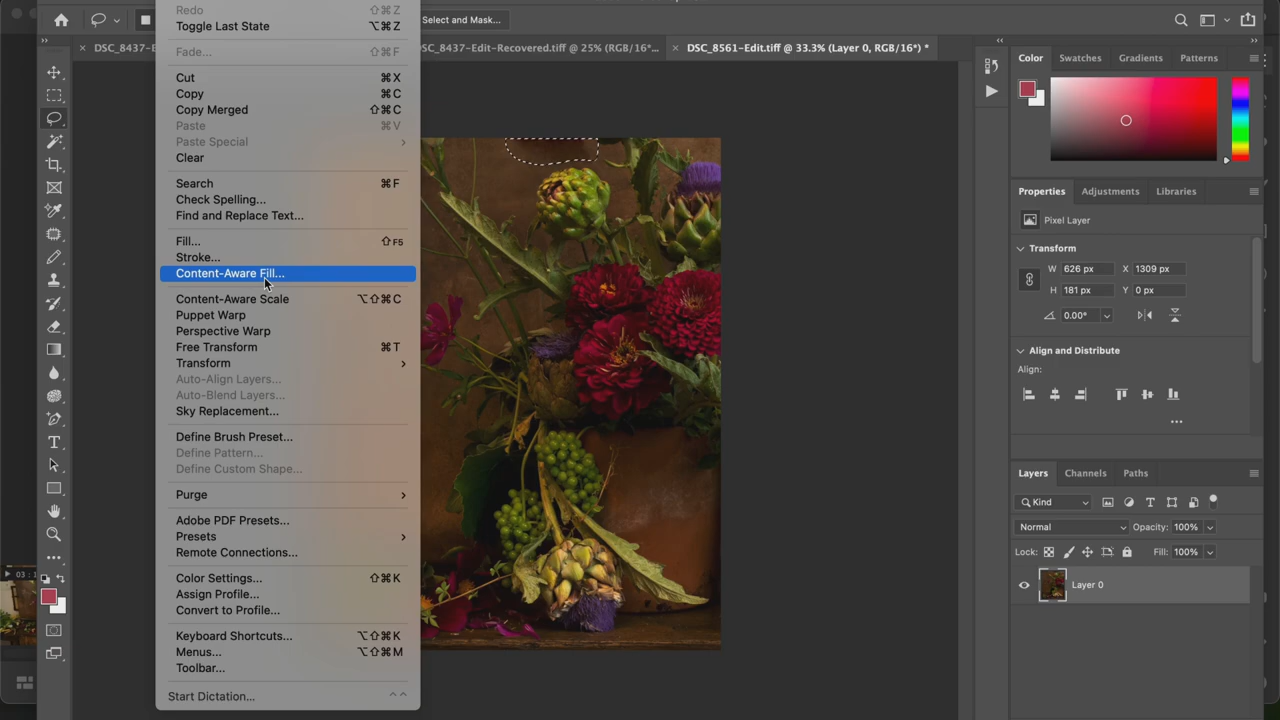 Redo ⇧⌘Z
Toggle Last State ⌥⌘Z
Select and Mask...
Fade... ⇧⌘F
DSC_8437-E
SC_8437-Edit-Recovered.tiff @ 25% (RGB/16*...
× DSC_8561-Edit.tiff @ 33.3% (Layer 0, RGB/16*) *
Cut ⌘X
Copy ⌘C
Copy Merged ⇧⌘C
Paste ⌘V
Paste Special
Clear
Search ⌘F
Check Spelling...
Find and Replace Text...
Fill... ⇧F5
Stroke...
Content-Aware Fill...
Content-Aware Scale ⌥⇧⌘C
Puppet Warp
Perspective Warp
Free Transform ⌘T
Transform
Auto-Align Layers...
Auto-Blend Layers...
Sky Replacement...
Define Brush Preset...
Define Pattern...
Define Custom Shape...
Purge
Adobe PDF Presets...
Presets
Remote Connections...
Color Settings... ⇧⌘K
Assign Profile...
Convert to Profile...
Keyboard Shortcuts... ⌥⇧⌘K
Menus... ⌥⇧⌘M
Toolbar...
Start Dictation...
03 : 1
Color Swatches Gradients Patterns
Properties Adjustments Libraries
Pixel Layer
Transform
W 626 px X 1309 px
H 181 px Y 0 px
0.00°
Align and Distribute
Align:
...
Layers Channels Paths
Kind
Normal Opacity: 100%
Lock: Fill: 100%
Layer 0